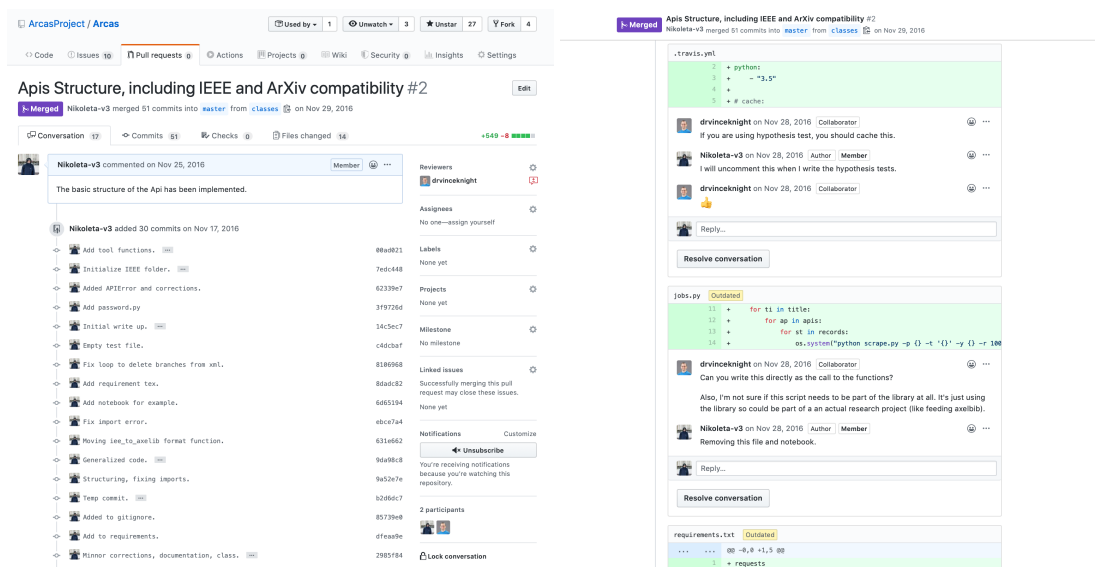 ArcasProject / Arcas
Used by 1
Unwatch 3
Unstar 27
Fork 4
Code
Issues 10
Pull requests 0
Actions
Projects 0
Wiki
Security 0
Insights
Settings
Apis Structure, including IEEE and ArXiv compatibility #2
Edit
Merged Nikoleta-v3 merged 51 commits into master from classes on Nov 29, 2016
Conversation 17
Commits 51
Checks 0
Files changed 14
+549 −8
Nikoleta-v3 commented on Nov 25, 2016
Member
The basic structure of the Api has been implemented.
Nikoleta-v3 added 30 commits on Nov 17, 2016
Add tool functions. 00ad021
Initialize IEEE folder. 7edc448
Added APIError and corrections. 62339e7
Add password.py 3f9726d
Initial write up. 14c5ec7
Empty test file. c4dcbaf
Fix loop to delete branches from xml. 8106968
Add requirement tex. 8dadc82
Add notebook for example. 6d65194
Fix import error. ebce7a4
Moving iee_to_axelib format function. 631e662
Generalized code. 9da98c8
Structuring, fixing imports. 9a52e7e
Temp commit. b2d6dc7
Added to gitignore. 85739e0
Add to requirements. dfeaa9e
Minnor corrections, documentation, class. 2985f84
Reviewers
drvinceknight
Assignees
No one—assign yourself
Labels
None yet
Projects
None yet
Milestone
No milestone
Linked issues
Successfully merging this pull
request may close these issues.
None yet
Notifications Customize
Unsubscribe
You're receiving notifications
because you're watching this
repository.
2 participants
Lock conversation
Merged
Apis Structure, including IEEE and ArXiv compatibility #2
Nikoleta-v3 merged 51 commits into master from classes on Nov 29, 2016
.travis.yml
2 + python:
3 + - "3.5"
4 +
5 + # cache:
drvinceknight on Nov 28, 2016 Collaborator
If you are using hypothesis test, you should cache this.
Nikoleta-v3 on Nov 28, 2016 Author Member
I will uncomment this when I write the hypothesis tests.
drvinceknight on Nov 28, 2016 Collaborator
👍
Reply...
Resolve conversation
jobs.py Outdated
11 + for ti in title:
12 + for ap in apis:
13 + for st in records:
14 + os.system("python scrape.py -p {} -t '{}' -y {} -r 100
drvinceknight on Nov 28, 2016 Collaborator
Can you write this directly as the call to the functions?
Also, I'm not sure if this script needs to be part of the library at all. It's just using
the library so could be part of a an actual research project (like feeding axelbib).
Nikoleta-v3 on Nov 28, 2016 Author Member
Removing this file and notebook.
Reply...
Resolve conversation
requirements.txt Outdated
... ... @@ -0,0 +1,5 @@
1 + requests